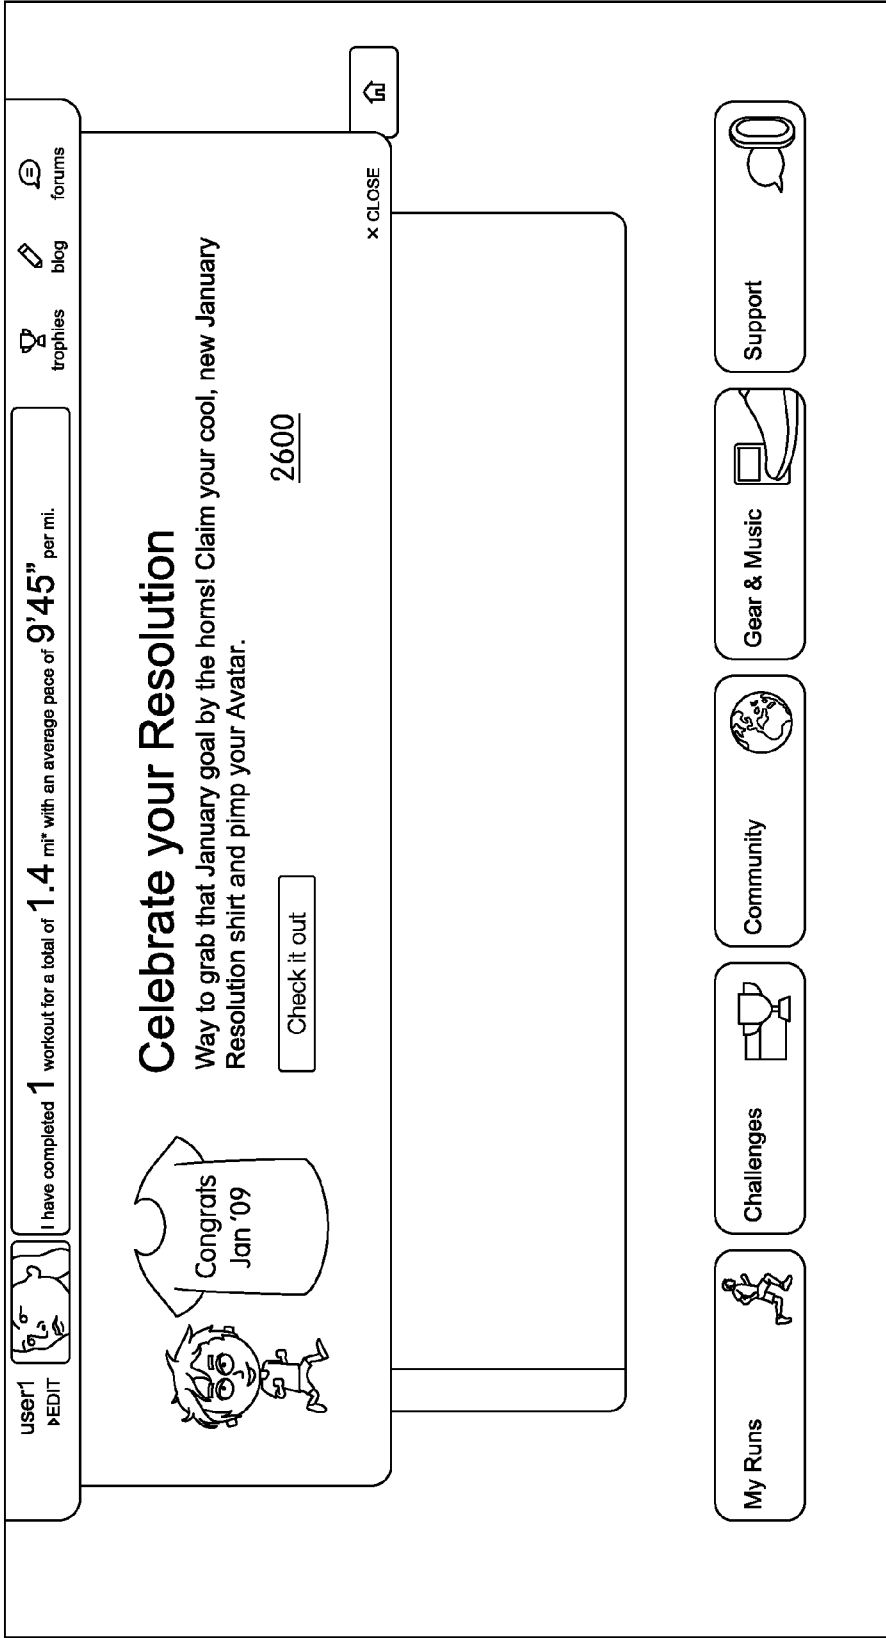 user1
▶EDIT
I have completed 1 workout for a total of 1.4 mi* with an average pace of 9’45” per mi.
trophies
blog
forums
Congrats
Jan ’09
Celebrate your Resolution
Way to grab that January goal by the horns! Claim your cool, new January
Resolution shirt and pimp your Avatar.
Check it out
2600
× CLOSE
My Runs
Challenges
Community
Gear & Music
Support